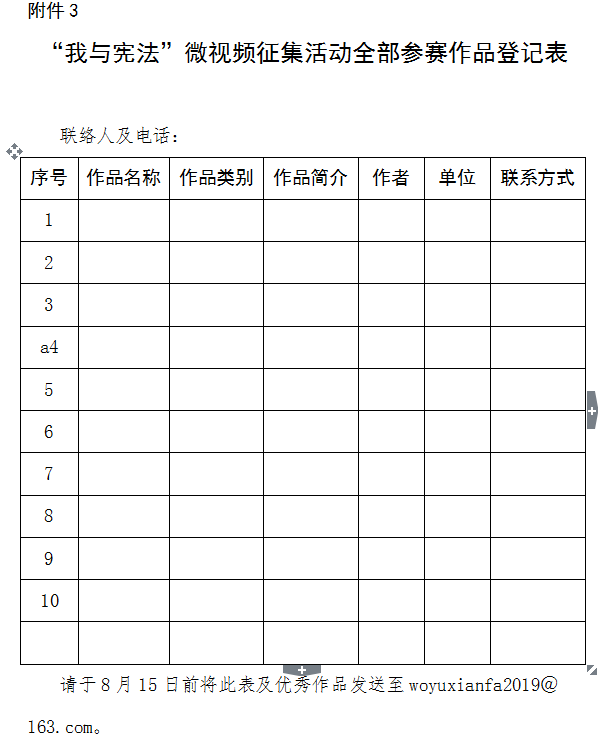 附件 3
“我与宪法”微视频征集活动全部参赛作品登记表
联络人及电话：
序号 作品名称 作品类别 作品简介 作者 单位 联系方式
1
2
3
a4
5
6
7
8
9
10
请于 8 月 15 日前将此表及优秀作品发送至 woyuxianfa2019@
163.com。